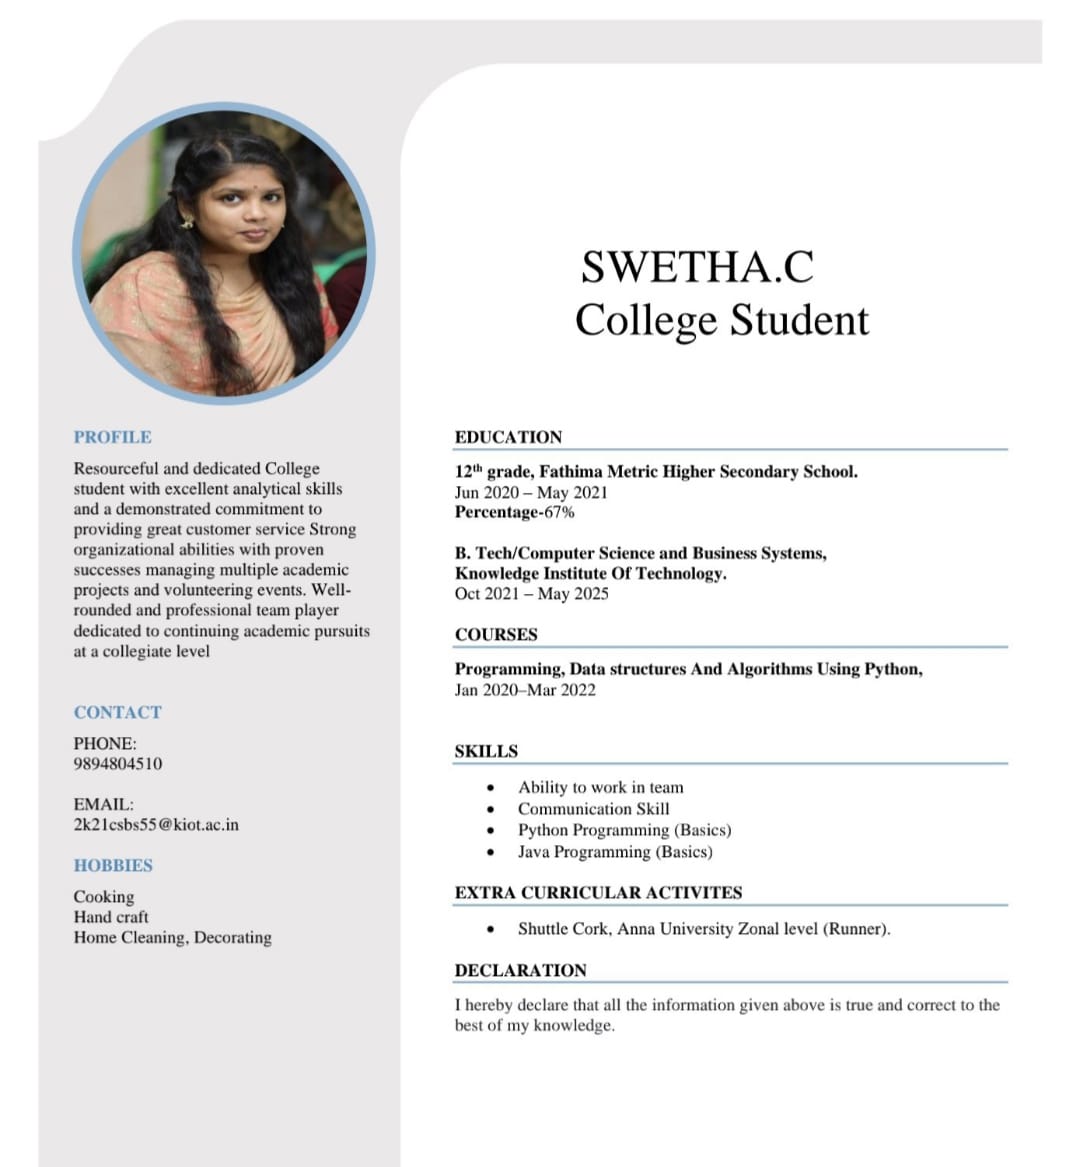 SWETHA.C
College Student
PROFILE
Resourceful and dedicated College
student with excellent analytical skills
and a demonstrated commitment to
providing great customer service Strong
organizational abilities with proven
successes managing multiple academic
projects and volunteering events. Well-
rounded and professional team player
dedicated to continuing academic pursuits
at a collegiate level
CONTACT
PHONE:
9894804510
EMAIL:
2k21csbs55@kiot.ac.in
HOBBIES
Cooking
Hand craft
Home Cleaning, Decorating
EDUCATION
12th grade, Fathima Metric Higher Secondary School.
Jun 2020 – May 2021
Percentage-67%
B. Tech/Computer Science and Business Systems,
Knowledge Institute Of Technology.
Oct 2021 – May 2025
COURSES
Programming, Data structures And Algorithms Using Python,
Jan 2020–Mar 2022
SKILLS
• Ability to work in team
• Communication Skill
• Python Programming (Basics)
• Java Programming (Basics)
EXTRA CURRICULAR ACTIVITES
• Shuttle Cork, Anna University Zonal level (Runner).
DECLARATION
I hereby declare that all the information given above is true and correct to the
best of my knowledge.